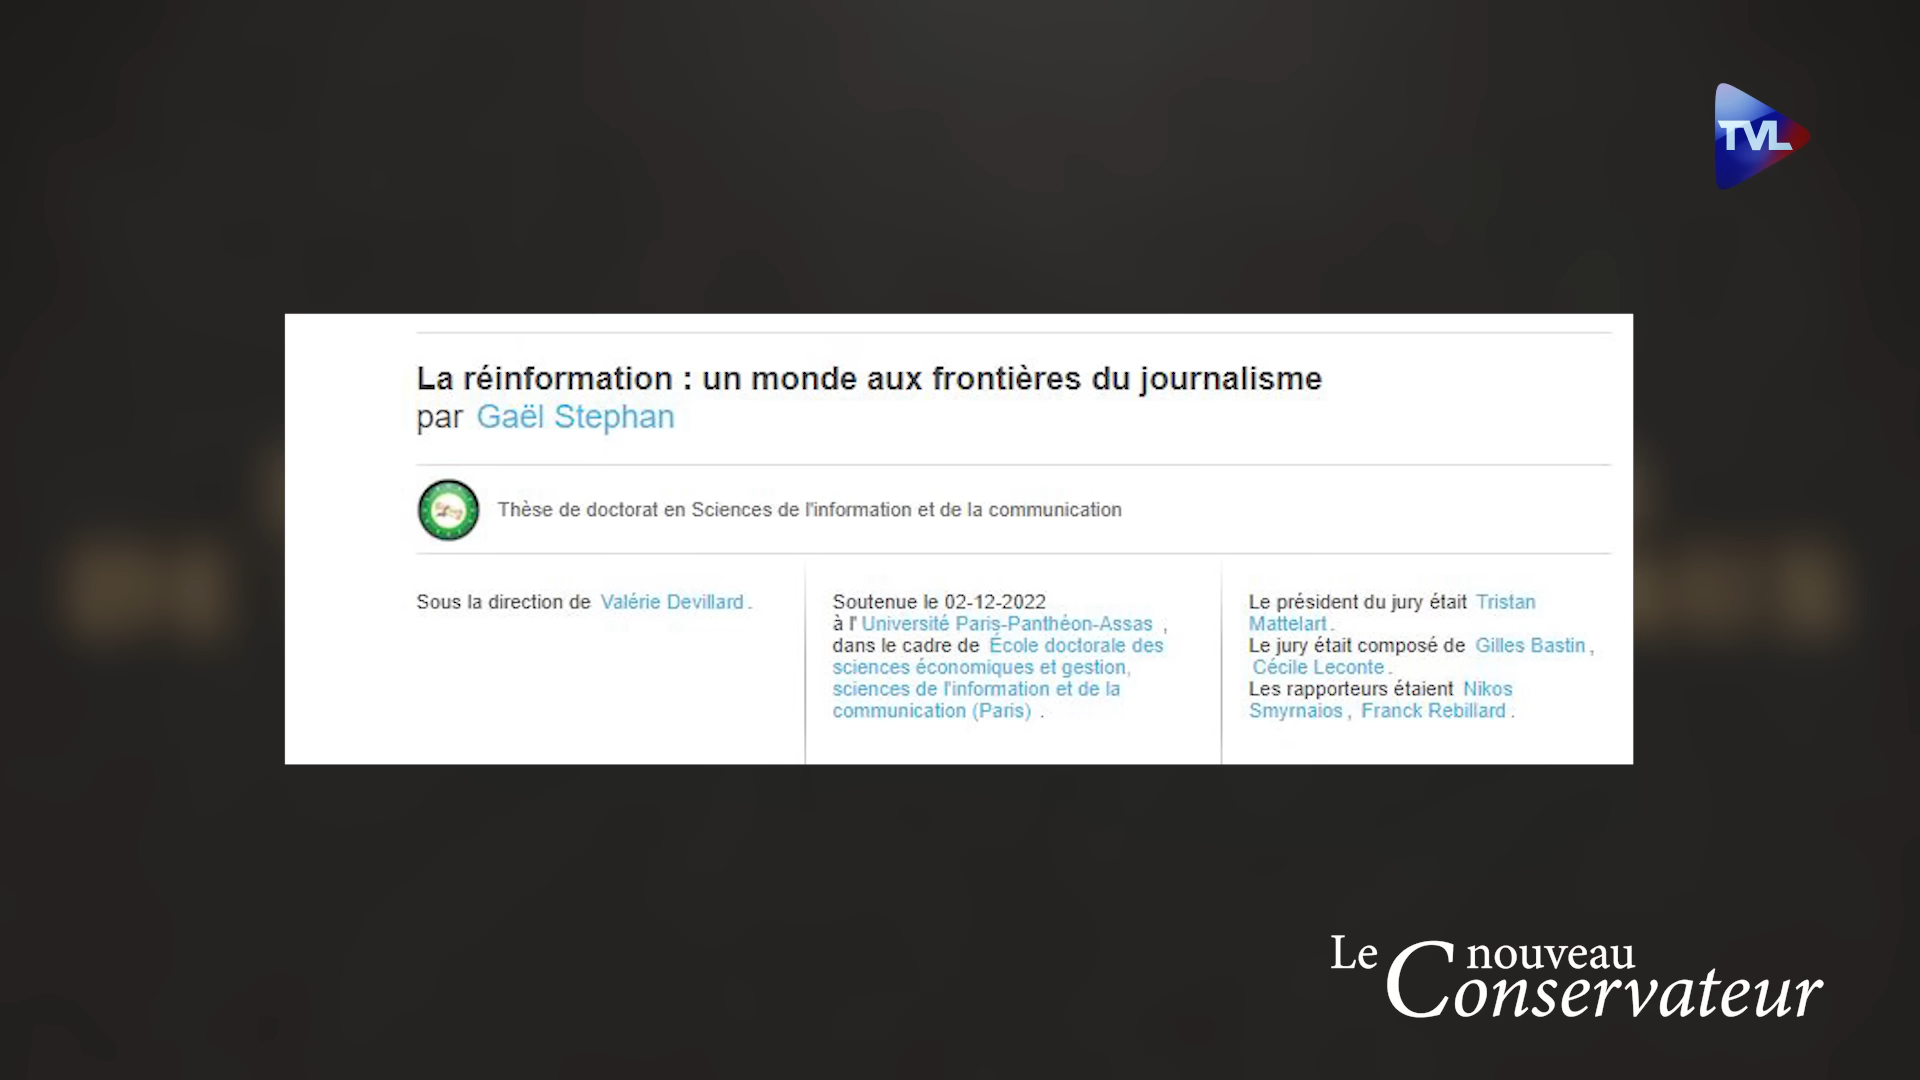 TVL
La réinformation : un monde aux frontières du journalisme
par Gaël Stephan
Thèse de doctorat en Sciences de l'information et de la communication
Sous la direction de Valérie Devillard .
Soutenue le 02-12-2022
à l' Université Paris-Panthéon-Assas ,
dans le cadre de École doctorale des
sciences économiques et gestion,
sciences de l'information et de la
communication (Paris) .
Le président du jury était Tristan
Mattelart .
Le jury était composé de Gilles Bastin ,
Cécile Leconte .
Les rapporteurs étaient Nikos
Smyrnaios , Franck Rebillard .
Le nouveau
Conservateur